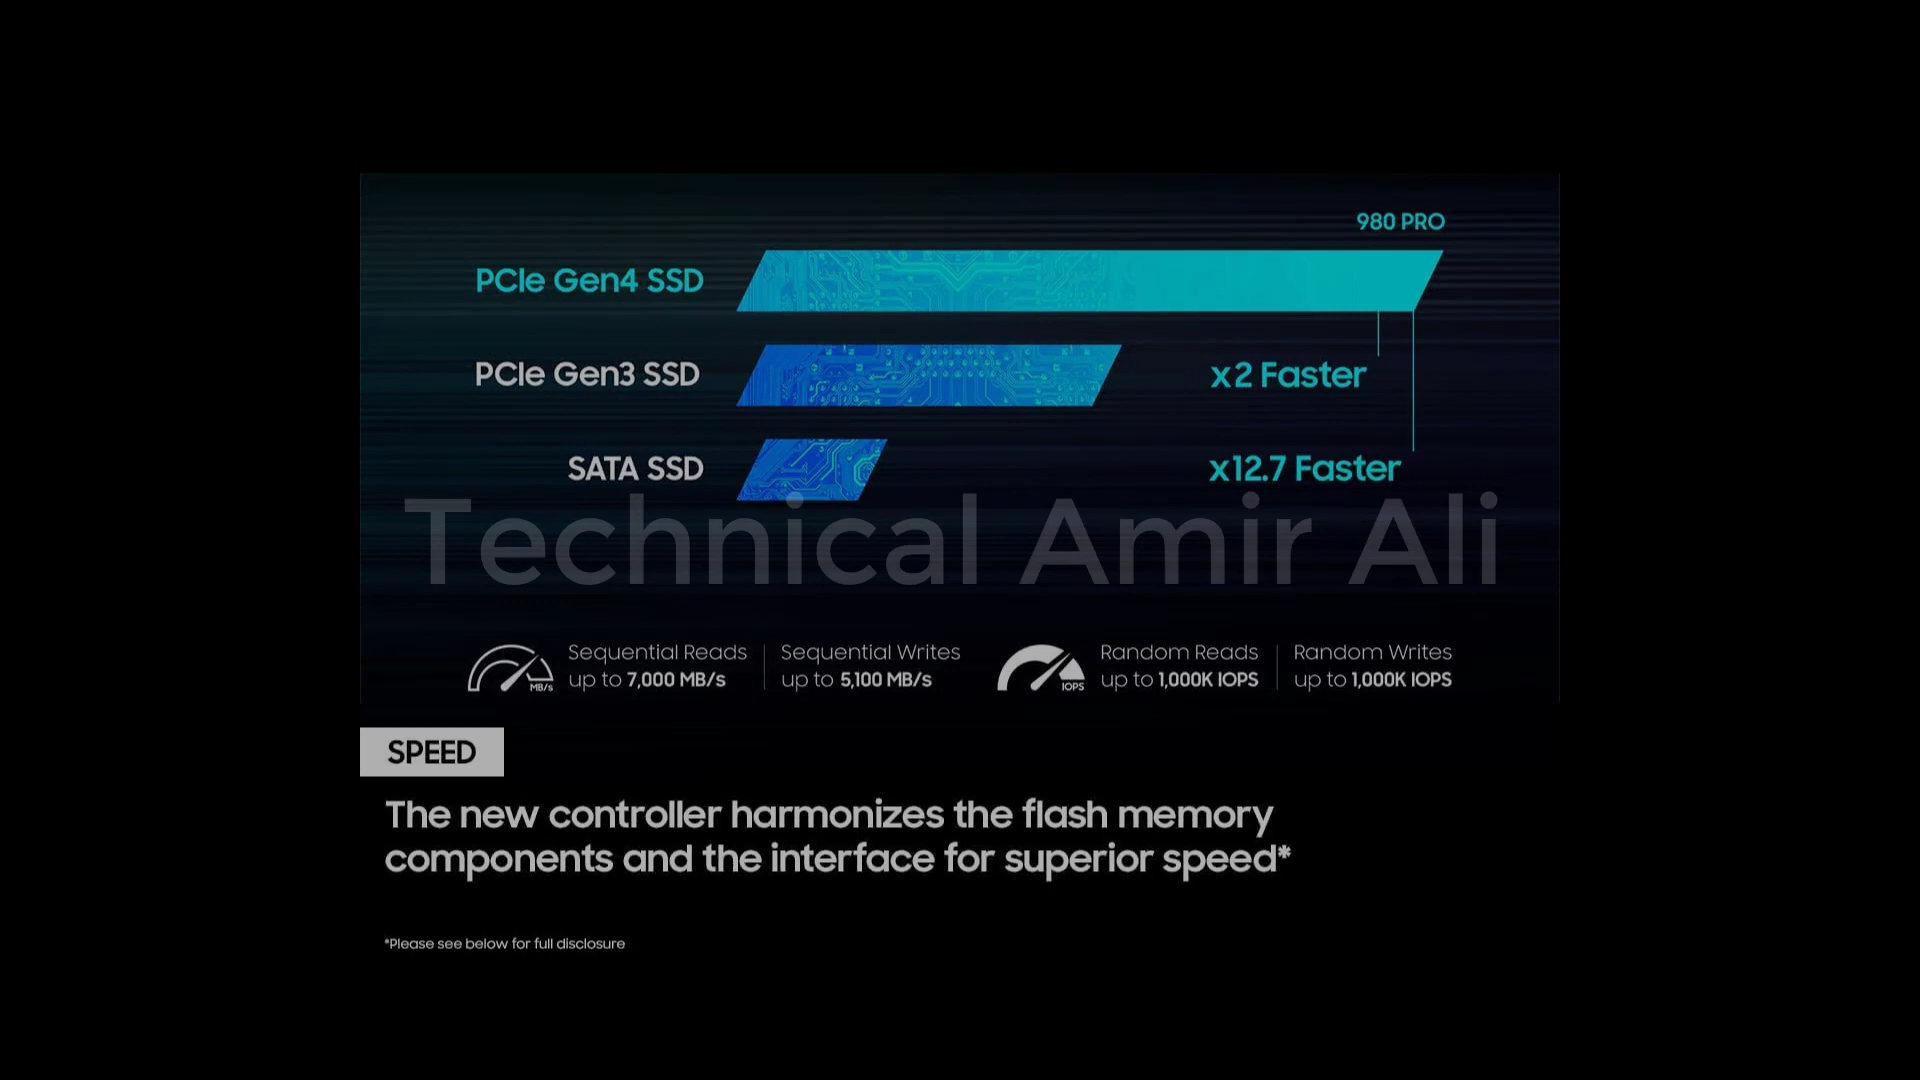 980 PRO
PCIe Gen4 SSD
PCIe Gen3 SSD
x2 Faster
SATA SSD
x12.7 Faster
Technical Amir Ali
MB/s
Sequential Reads
up to 7,000 MB/s
Sequential Writes
up to 5,100 MB/s
IOPS
Random Reads
up to 1,000K IOPS
Random Writes
up to 1,000K IOPS
SPEED
The new controller harmonizes the flash memory
components and the interface for superior speed*
*Please see below for full disclosure